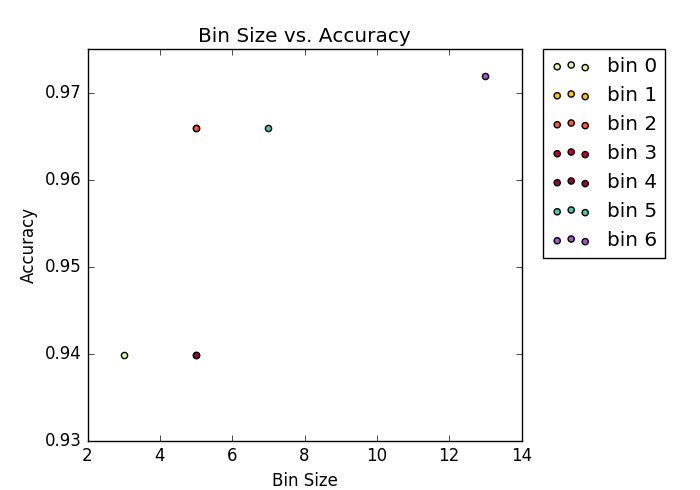 Bin Size vs. Accuracy
0.97
0.96
0.95
0.94
0.93
Accuracy
2 4 6 8 10 12 14
Bin Size
bin 0
bin 1
bin 2
bin 3
bin 4
bin 5
bin 6